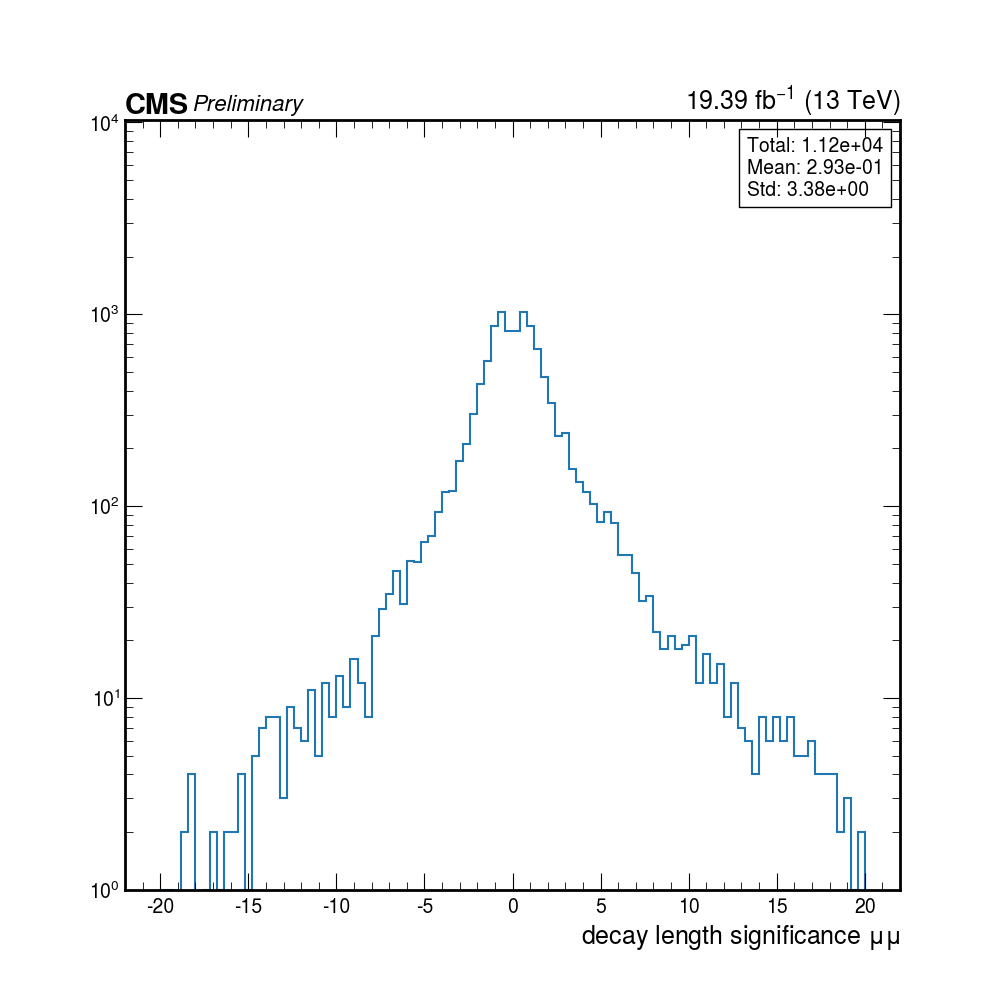 CMS Preliminary 19.39 fb⁻¹ (13 TeV)
Total: 1.12e+04
Mean: 2.93e-01
Std: 3.38e+00
10⁴
10³
10²
10¹
10⁰
-20 -15 -10 -5 0 5 10 15 20
decay length significance μμ